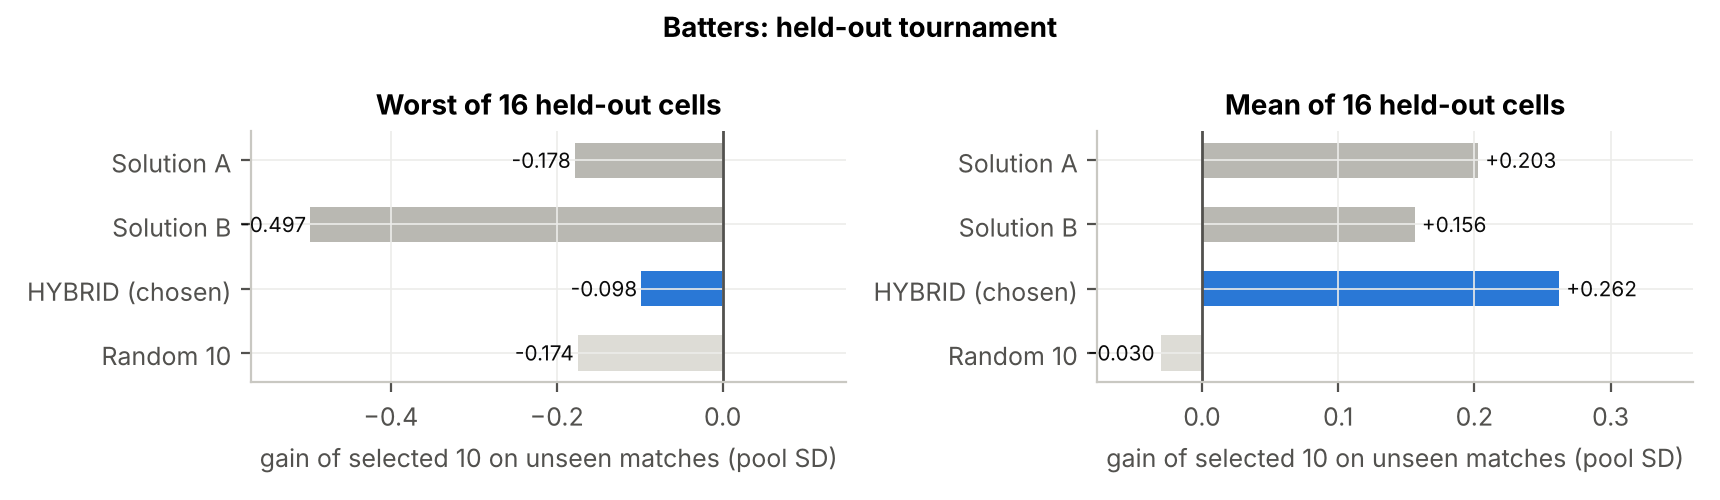 Batters: held-out tournament
Worst of 16 held-out cells
Solution A
-0.178
Solution B
-0.497
HYBRID (chosen)
-0.098
Random 10
-0.174
−0.4 −0.2 0.0
gain of selected 10 on unseen matches (pool SD)
Mean of 16 held-out cells
Solution A
+0.203
Solution B
+0.156
HYBRID (chosen)
+0.262
Random 10
-0.030
0.0 0.1 0.2 0.3
gain of selected 10 on unseen matches (pool SD)